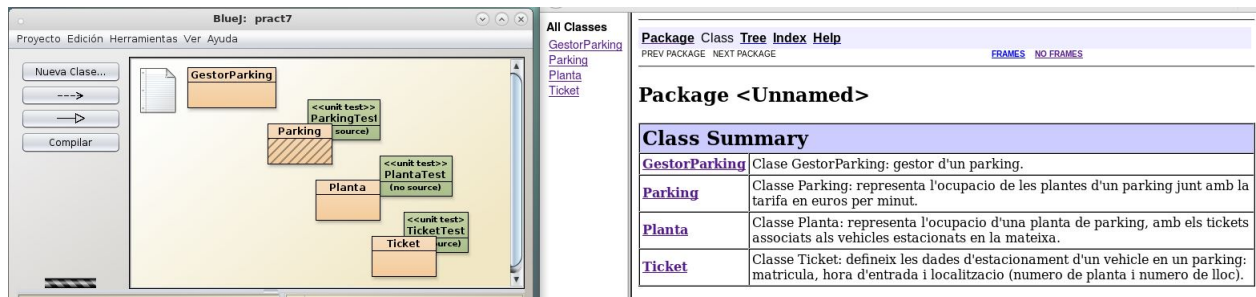 BlueJ: pract7
Proyecto Edición Herramientas Ver Ayuda
Nueva Clase...
Compilar
GestorParking
<<unit test>>
ParkingTest
source)
Parking
<<unit test>>
PlantaTest
(no source)
Planta
<<unit test>
TicketTest
urce)
Ticket
All Classes
GestorParking
Parking
Planta
Ticket
Package Class Tree Index Help
PREV PACKAGE NEXT PACKAGE FRAMES NO FRAMES
Package <Unnamed>
Class Summary
GestorParking Clase GestorParking: gestor d'un parking.
Parking Classe Parking: representa l'ocupacio de les plantes d'un parking junt amb la
tarifa en euros per minut.
Planta Classe Planta: representa l'ocupacio d'una planta de parking, amb els tickets
associats als vehicles estacionats en la mateixa.
Ticket Classe Ticket: defineix les dades d'estacionament d'un vehicle en un parking:
matricula, hora d'entrada i localitzacio (numero de planta i numero de lloc).